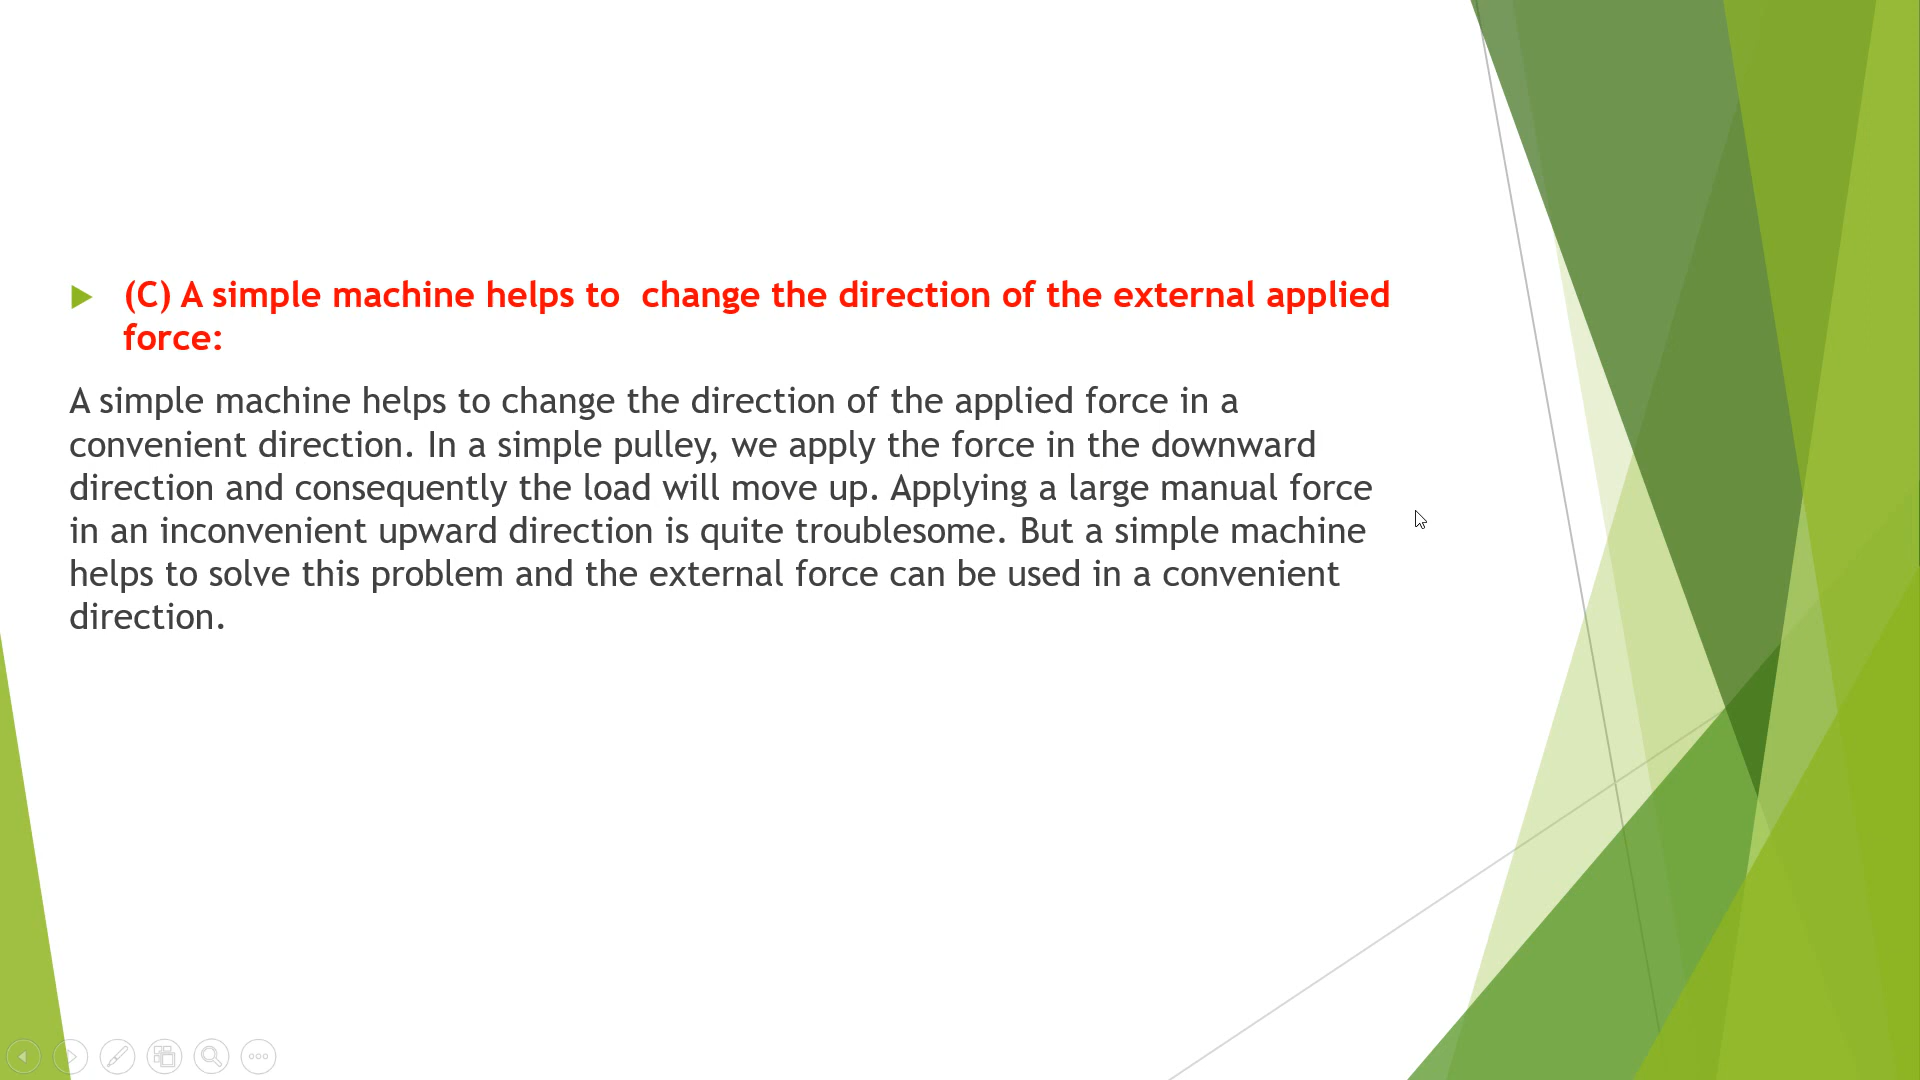 (C) A simple machine helps to  change the direction of the external applied
force:
A simple machine helps to change the direction of the applied force in a
convenient direction. In a simple pulley, we apply the force in the downward
direction and consequently the load will move up. Applying a large manual force
in an inconvenient upward direction is quite troublesome. But a simple machine
helps to solve this problem and the external force can be used in a convenient
direction.